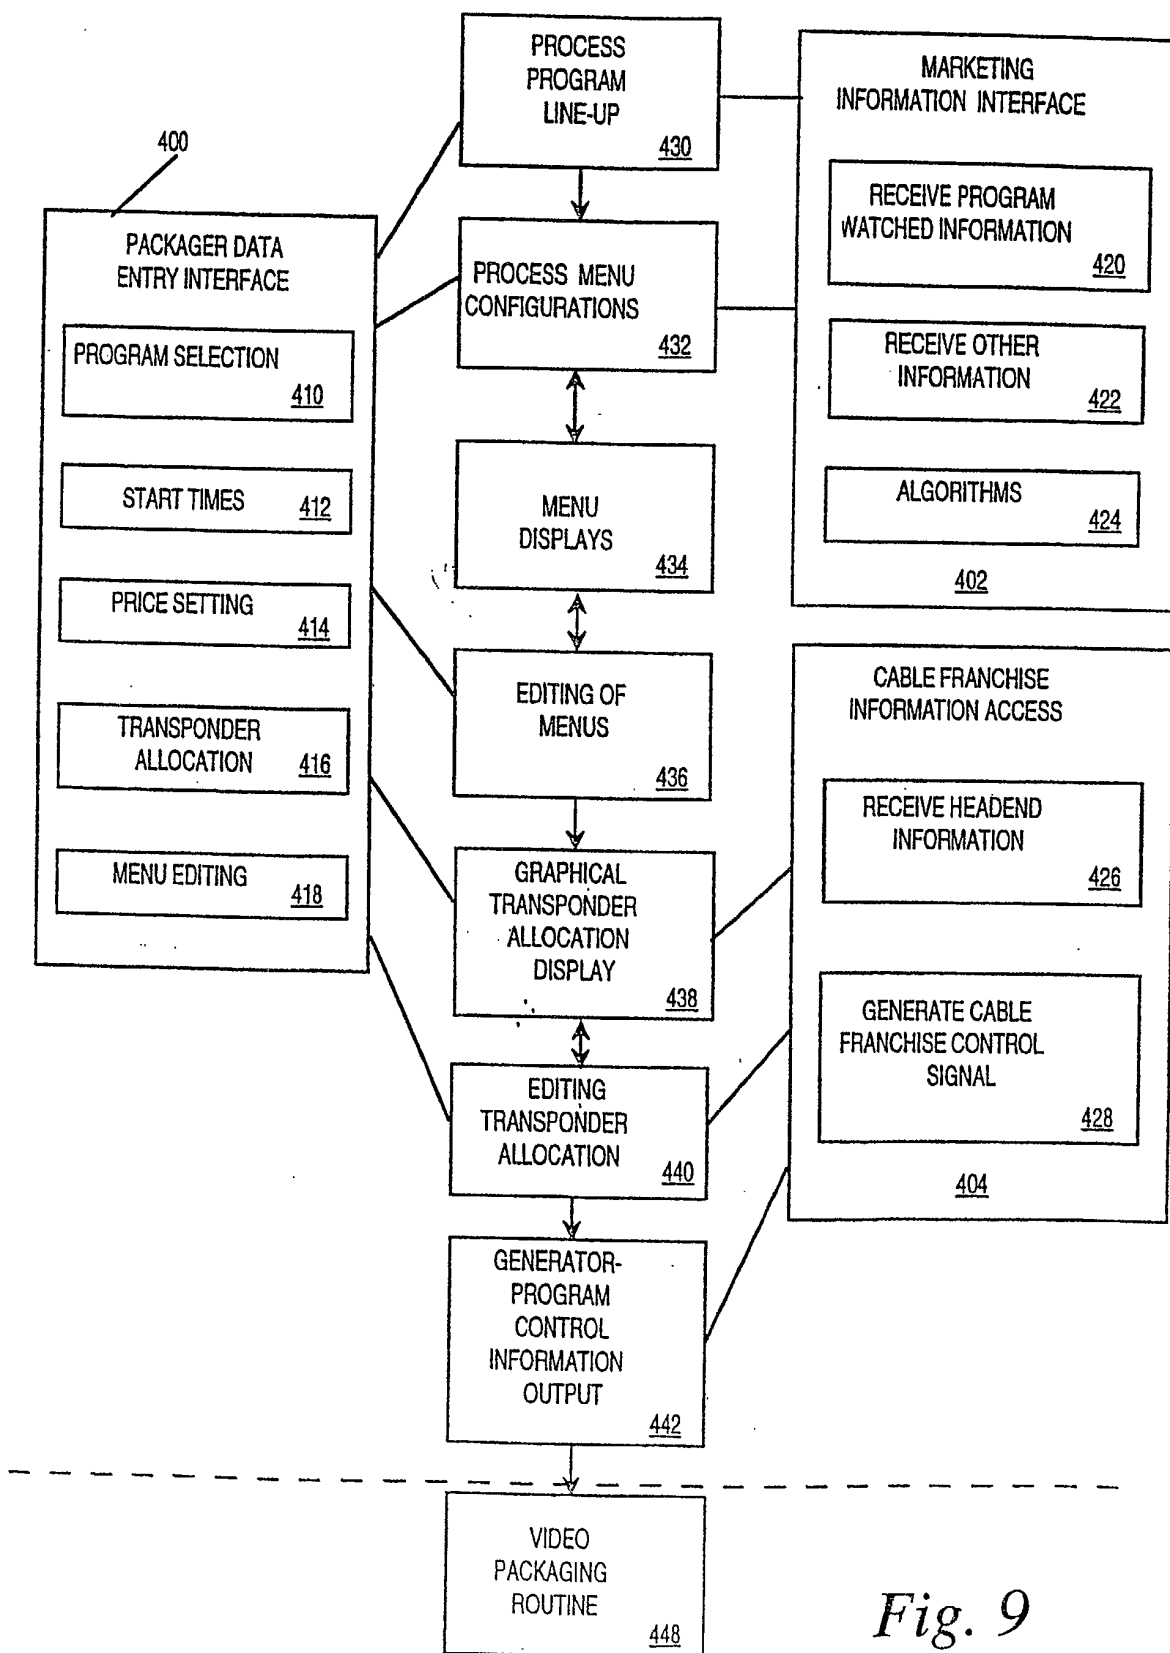 400
PACKAGER DATA
ENTRY INTERFACE
PROGRAM SELECTION
410
START TIMES
412
PRICE SETTING
414
TRANSPONDER
ALLOCATION
416
MENU EDITING
418
PROCESS
PROGRAM
LINE-UP
430
PROCESS MENU
CONFIGURATIONS
432
MENU
DISPLAYS
434
EDITING OF
MENUS
436
GRAPHICAL
TRANSPONDER
ALLOCATION
DISPLAY
438
EDITING
TRANSPONDER
ALLOCATION
440
GENERATOR-
PROGRAM
CONTROL
INFORMATION
OUTPUT
442
VIDEO
PACKAGING
ROUTINE
448
MARKETING
INFORMATION INTERFACE
RECEIVE PROGRAM
WATCHED INFORMATION
420
RECEIVE OTHER
INFORMATION
422
ALGORITHMS
424
402
CABLE FRANCHISE
INFORMATION ACCESS
RECEIVE HEADEND
INFORMATION
426
GENERATE CABLE
FRANCHISE CONTROL
SIGNAL
428
404
Fig. 9